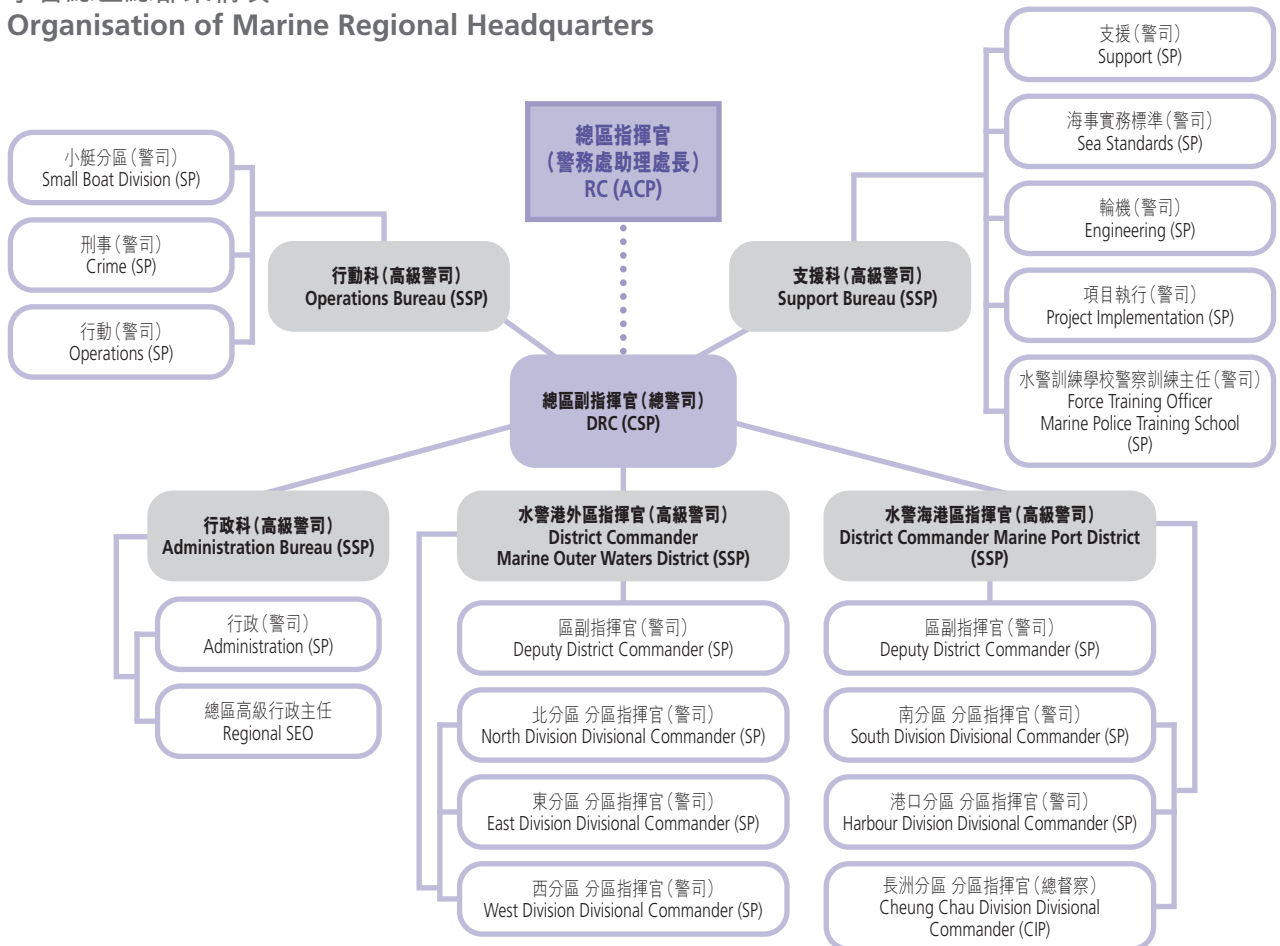 Organisation of Marine Regional Headquarters
總區指揮官
(警務處助理處長)
RC (ACP)
小艇分區(警司)
Small Boat Division (SP)
刑事(警司)
Crime (SP)
行動(警司)
Operations (SP)
行動科(高級警司)
Operations Bureau (SSP)
支援科(高級警司)
Support Bureau (SSP)
支援(警司)
Support (SP)
海事實務標準(警司)
Sea Standards (SP)
輪機(警司)
Engineering (SP)
項目執行(警司)
Project Implementation (SP)
水警訓練學校警察訓練主任(警司)
Force Training Officer
Marine Police Training School
(SP)
總區副指揮官(總警司)
DRC (CSP)
行政科(高級警司)
Administration Bureau (SSP)
行政(警司)
Administration (SP)
總區高級行政主任
Regional SEO
水警港外區指揮官(高級警司)
District Commander
Marine Outer Waters District (SSP)
區副指揮官(警司)
Deputy District Commander (SP)
北分區 分區指揮官(警司)
North Division Divisional Commander (SP)
東分區 分區指揮官(警司)
East Division Divisional Commander (SP)
西分區 分區指揮官(警司)
West Division Divisional Commander (SP)
水警海港區指揮官(高級警司)
District Commander Marine Port District
(SSP)
區副指揮官(警司)
Deputy District Commander (SP)
南分區 分區指揮官(警司)
South Division Divisional Commander (SP)
港口分區 分區指揮官(警司)
Harbour Division Divisional Commander (SP)
長洲分區 分區指揮官(總督察)
Cheung Chau Division Divisional
Commander (CIP)